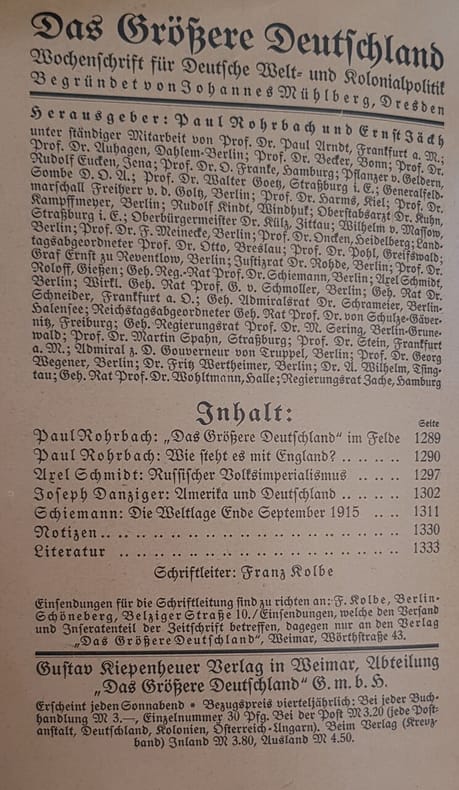 Das Größere Deutschland
Wochenschrift für Deutsche Welt- und Kolonialpolitik
Begründet von Johannes Mühlberg, Dresden
Herausgeber: Paul Rohrbach und Ernst Jäckh
unter ständiger Mitarbeit von Prof. Dr. Paul Arndt, Frankfurt a. M.;
Prof. Dr. Auhagen, Dahlem-Berlin; Prof. Dr. Becker, Bonn; Prof. Dr.
Rudolf Eucken, Jena; Prof. Dr. O. Franke, Hamburg; Pflanzer v. Geldern,
Sombe D. O. A.; Prof. Dr. Walter Goetz, Straßburg i. E.; Generalfeld-
marschall Freiherr v. d. Goltz, Berlin; Prof. Dr. Harms, Kiel; Prof. Dr.
Kampffmeyer, Berlin; Rudolf Kindt, Windhuk; Oberstabsarzt Dr. Kuhn,
Straßburg i. E.; Oberbürgermeister Dr. Külz, Zittau; Wilhelm v. Massow,
Berlin; Prof. Dr. F. Meinecke, Berlin; Prof. Dr. Oncken, Heidelberg; Land-
tagsabgeordneter Prof. Dr. Otto, Breslau; Prof. Dr. Pohl, Greifswald;
Graf Ernst zu Reventlow, Berlin; Justizrat Dr. Rohde, Berlin; Prof. Dr.
Roloff, Gießen; Geh. Reg.-Rat Prof. Dr. Schiemann, Berlin; Axel Schmidt,
Berlin; Wirkl. Geh. Rat Prof. G. v. Schmoller, Berlin; Geh. Rat Dr.
Schneider, Frankfurt a. O.; Geh. Admiralsrat Dr. Schrameier, Berlin-
Halensee; Reichstagsabgeordneter Geh. Rat Prof. Dr. von Schulze-Gäver-
nitz, Freiburg; Geh. Regierungsrat Prof. Dr. M. Sering, Berlin-Grune-
wald; Prof. Dr. Martin Spahn, Straßburg; Prof. Dr. Stein, Frankfurt
a. M.; Admiral z. D. Gouverneur von Truppel, Berlin; Prof. Dr. Georg
Wegener, Berlin; Dr. Fritz Wertheimer, Berlin; Dr. A. Wilhelm, Tsing-
tau; Geh. Rat Prof. Dr. Wohltmann, Halle; Regierungsrat Zache, Hamburg
Inhalt:
Seite
Paul Rohrbach: „Das Größere Deutschland“ im Felde 1289
Paul Rohrbach: Wie steht es mit England? .. .. .. .. 1290
Axel Schmidt: Russischer Volksimperialismus .. .. .. .. 1297
Joseph Danziger: Amerika und Deutschland .. .. .. .. 1302
Schiemann: Die Weltlage Ende September 1915 .. .. .. 1311
Notizen .. .. .. .. .. .. .. .. .. .. .. .. .. .. .. 1330
Literatur .. .. .. .. .. .. .. .. .. .. .. .. .. .. 1333
Schriftleiter: Franz Kolbe
Einsendungen für die Schriftleitung sind zu richten an: F. Kolbe, Berlin-
Schöneberg, Belziger Straße 10. / Einsendungen, welche den Versand
und Inseratenteil der Zeitschrift betreffen, dagegen nur an den Verlag
„Das Größere Deutschland“, Weimar, Wörthstraße 43.
Gustav Kiepenheuer Verlag in Weimar, Abteilung
„Das Größere Deutschland“ G. m. b. H.
Erscheint jeden Sonnabend * Bezugspreis vierteljährlich: Bei jeder Buch-
handlung M 3.—, Einzelnummer 30 Pfg. Bei der Post M 3.20 (jede Post-
anstalt, Deutschland, Kolonien, Österreich-Ungarn). Beim Verlag (Kreuz-
band) Inland M 3.80, Ausland M 4.50.